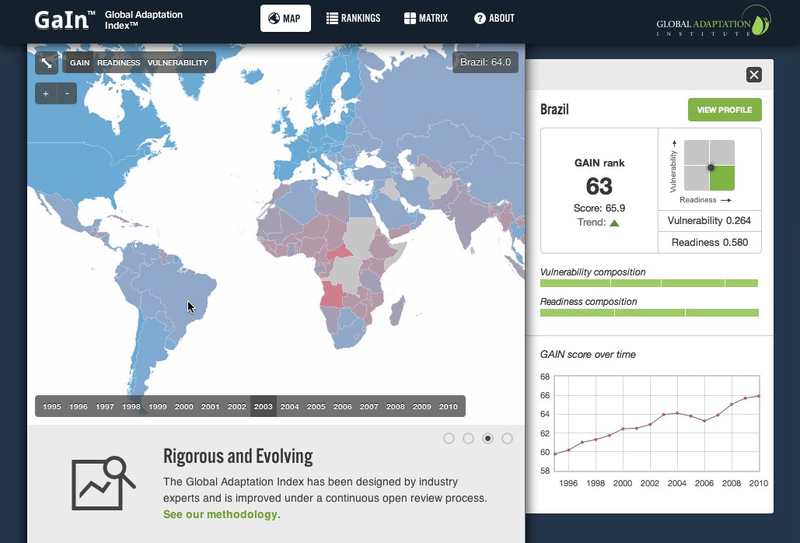 GaIn™
Global Adaptation
Index™
MAP
RANKINGS
MATRIX
? ABOUT
GLOBAL ADAPTATION
INSTITUTE
GAIN READINESS VULNERABILITY
Brazil: 64.0
+ -
1995 1996 1997 1998 1999 2000 2001 2002 2003 2004 2005 2006 2007 2008 2009 2010
Rigorous and Evolving
The Global Adaptation Index has been designed by industry
experts and is improved under a continuous open review process.
See our methodology.
Brazil
VIEW PROFILE
GAIN rank
63
Score: 65.9
Trend:
Vulnerability
Readiness
Vulnerability 0.264
Readiness 0.580
Vulnerability composition
Readiness composition
GAIN score over time
68
66
64
62
60
58
1996 1998 2000 2002 2004 2006 2008 2010